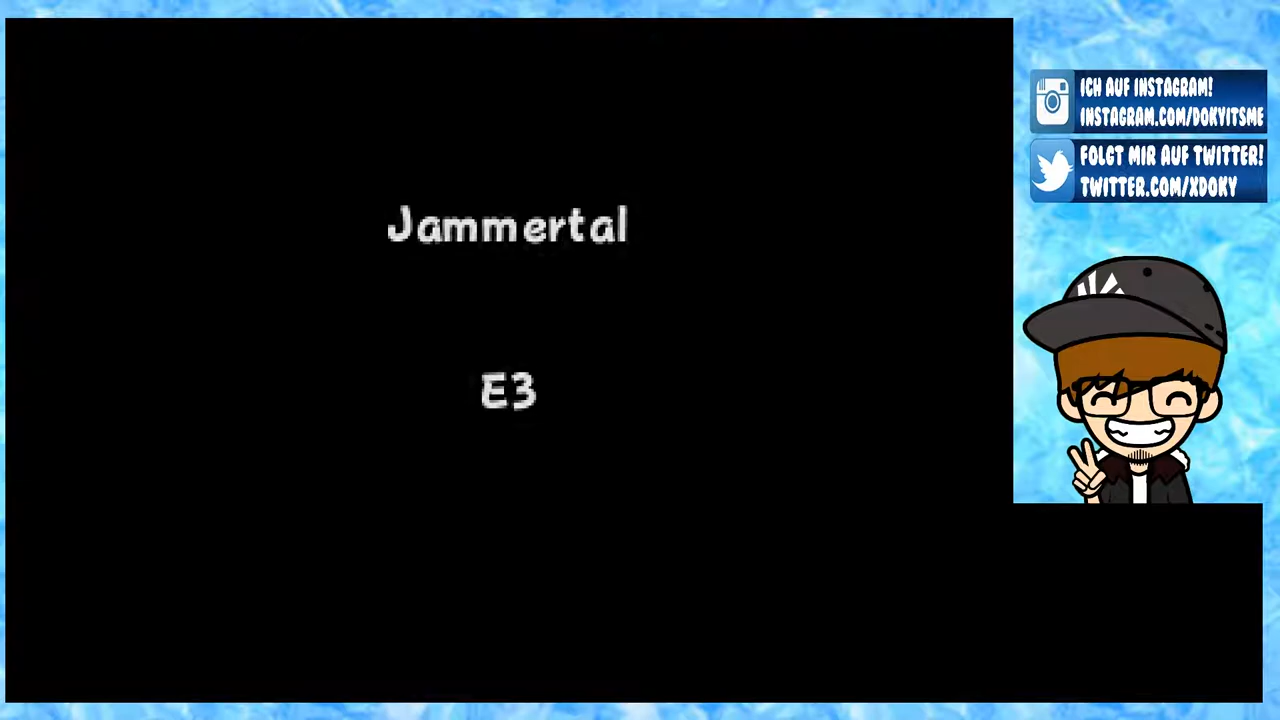 Jammertal
E3
ICH AUF INSTAGRAM!
INSTAGRAM.COM/DOKYITSME
FOLGT MIR AUF TWITTER!
TWITTER.COM/XDOKY